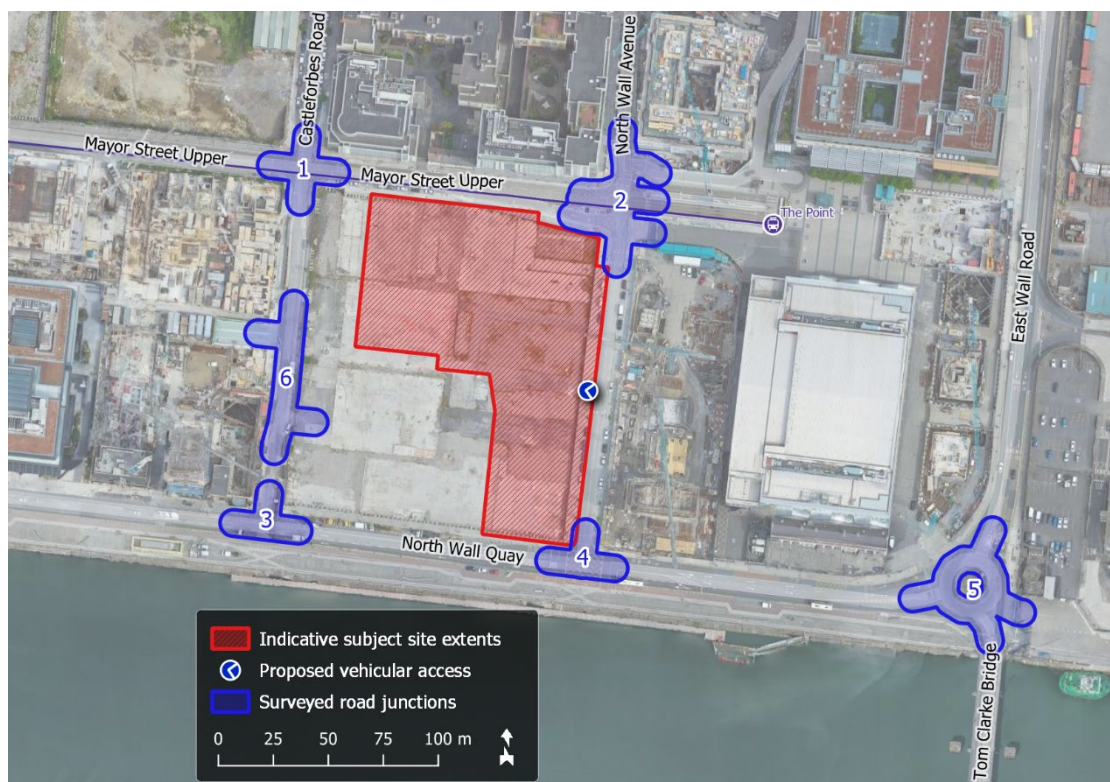 Castleforbes Road
North Wall Avenue
Mayor Street Upper
1
Mayor Street Upper
2
The Point
East Wall Road
6
3
North Wall Quay
4
5
Tom Clarke Bridge
Indicative subject site extents
Proposed vehicular access
Surveyed road junctions
0 25 50 75 100 m